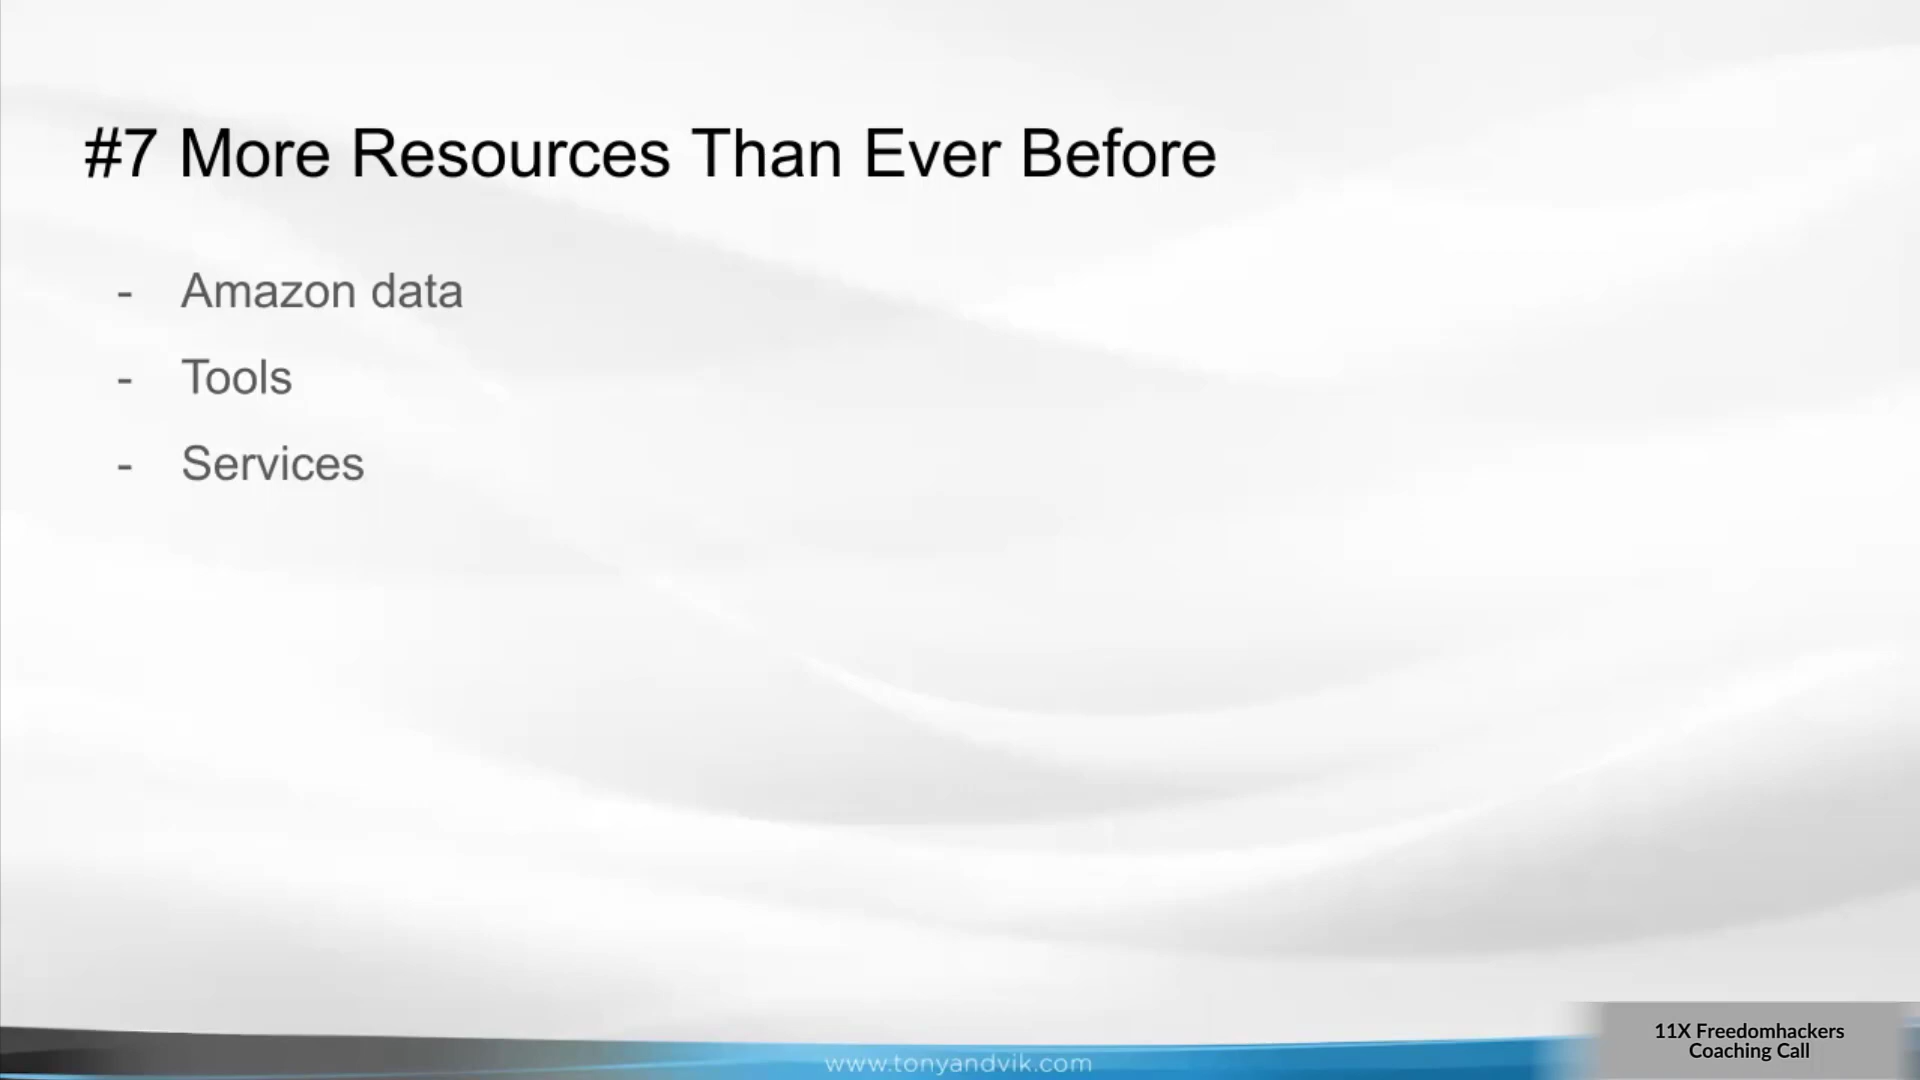 #7 More Resources Than Ever Before
- Amazon data
- Tools
- Services
www.tonyandvik.com
11X Freedomhackers
Coaching Call